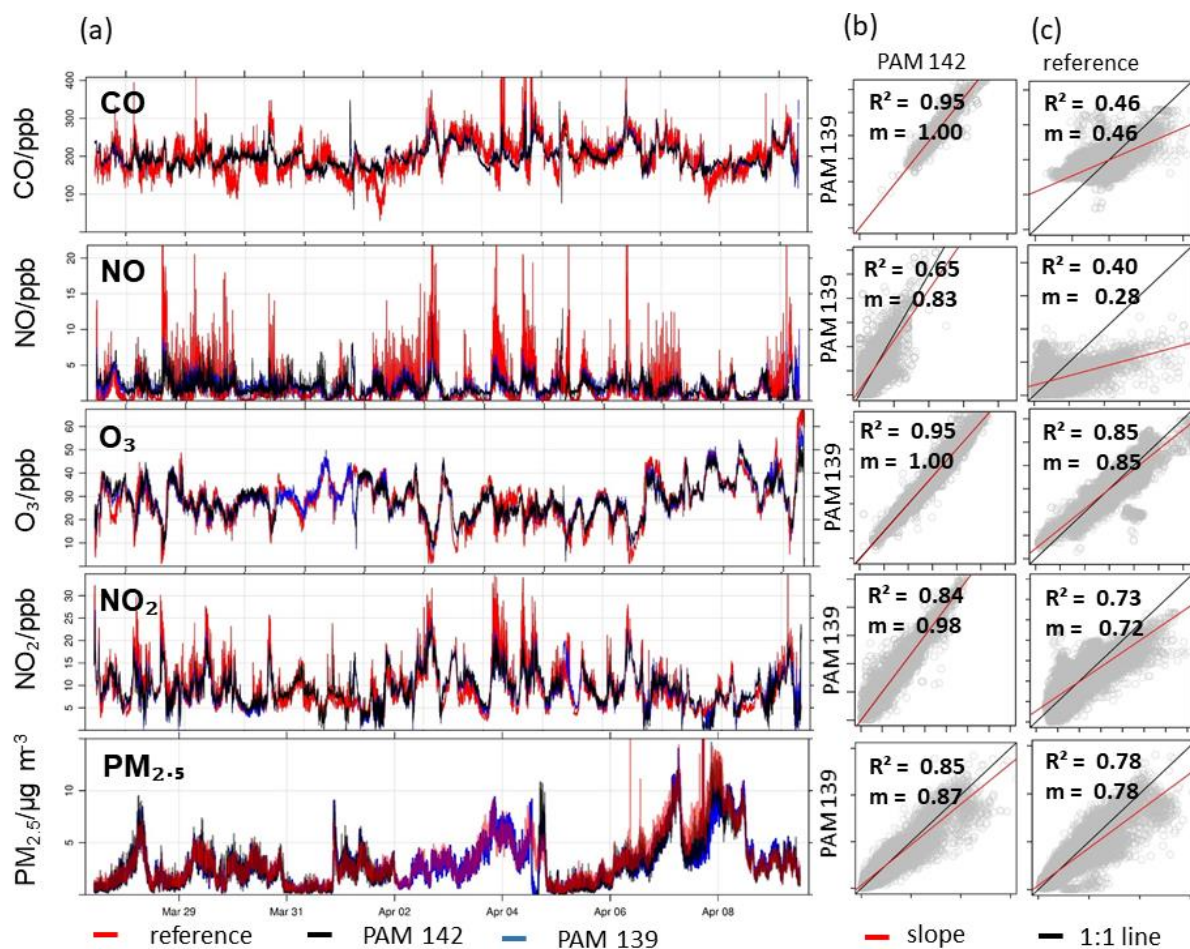 (a)
(b)
(c)
PAM 142
reference
CO
CO/ppb
400
300
200
100
PAM 139
R² = 0.95
m = 1.00
R² = 0.46
m = 0.46
NO
NO/ppb
20
15
10
5
PAM 139
R² = 0.65
m = 0.83
R² = 0.40
m = 0.28
O₃
O₃/ppb
60
50
40
30
20
10
PAM 139
R² = 0.95
m = 1.00
R² = 0.85
m = 0.85
NO₂
NO₂/ppb
30
25
20
15
10
5
PAM 139
R² = 0.84
m = 0.98
R² = 0.73
m = 0.72
PM₂.₅
PM₂.₅/µg m⁻³
10
5
PAM 139
R² = 0.85
m = 0.87
R² = 0.78
m = 0.78
Mar 29
Mar 31
Apr 02
Apr 04
Apr 06
Apr 08
reference
PAM 142
PAM 139
slope
1:1 line